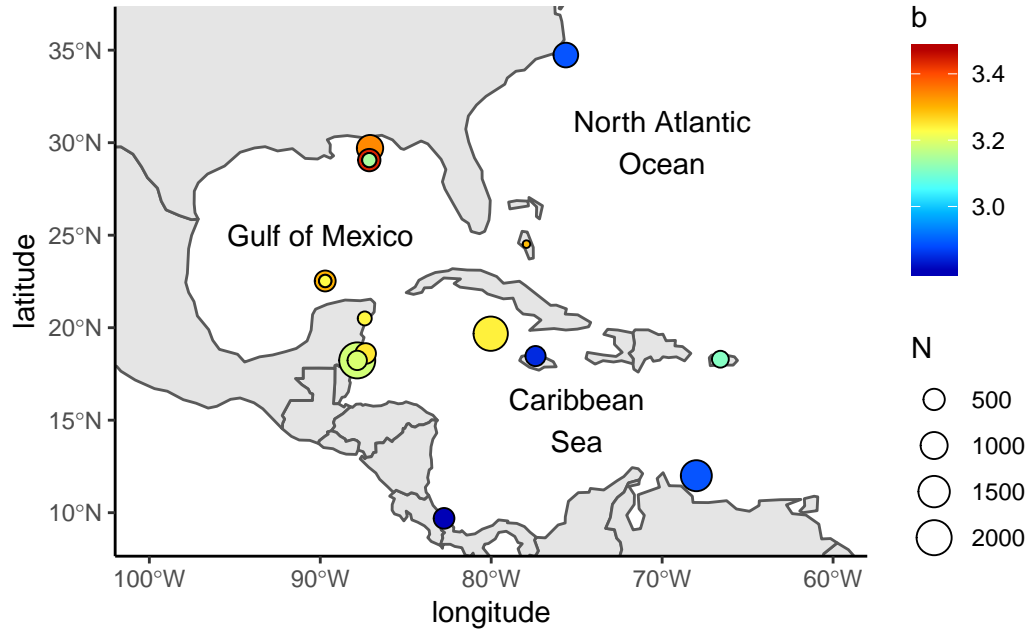 b
35°N
3.4
North Atlantic
Ocean
30°N
3.2
3.0
25°N
Gulf of Mexico
latitude
20°N
N
Caribbean
Sea
500
15°N
1000
1500
10°N
2000
100°W
90°W
80°W
70°W
60°W
longitude